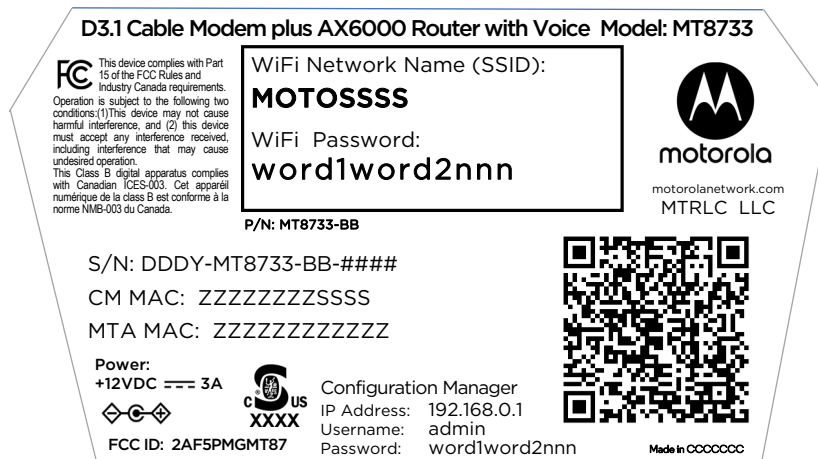 D3.1 Cable Modem plus AX6000 Router with Voice Model: MT8733
FC
This device complies with Part
15 of the FCC Rules and
Industry Canada requirements.
Operation is subject to the following two
conditions:(1)This device may not cause
harmful interference, and (2) this device
must accept any interference received,
including interference that may cause
undesired operation.
This Class B digital apparatus complies
with Canadian ICES-003. Cet apparéil
numérique de la class B est conforme à la
norme NMB-003 du Canada.
WiFi Network Name (SSID):
MOTOSSSS
WiFi Password:
word1word2nnn
P/N: MT8733-BB
motorola
motorolanetwork.com
MTRLC LLC
S/N: DDDY-MT8733-BB-####
CM MAC: ZZZZZZZZSSSS
MTA MAC: ZZZZZZZZZZZZ
Power:
+12VDC 3A
FCC ID: 2AF5PMGMT87
C US
XXXX
Configuration Manager
IP Address: 192.168.0.1
Username: admin
Password: word1word2nnn
Made in CCCCCCC